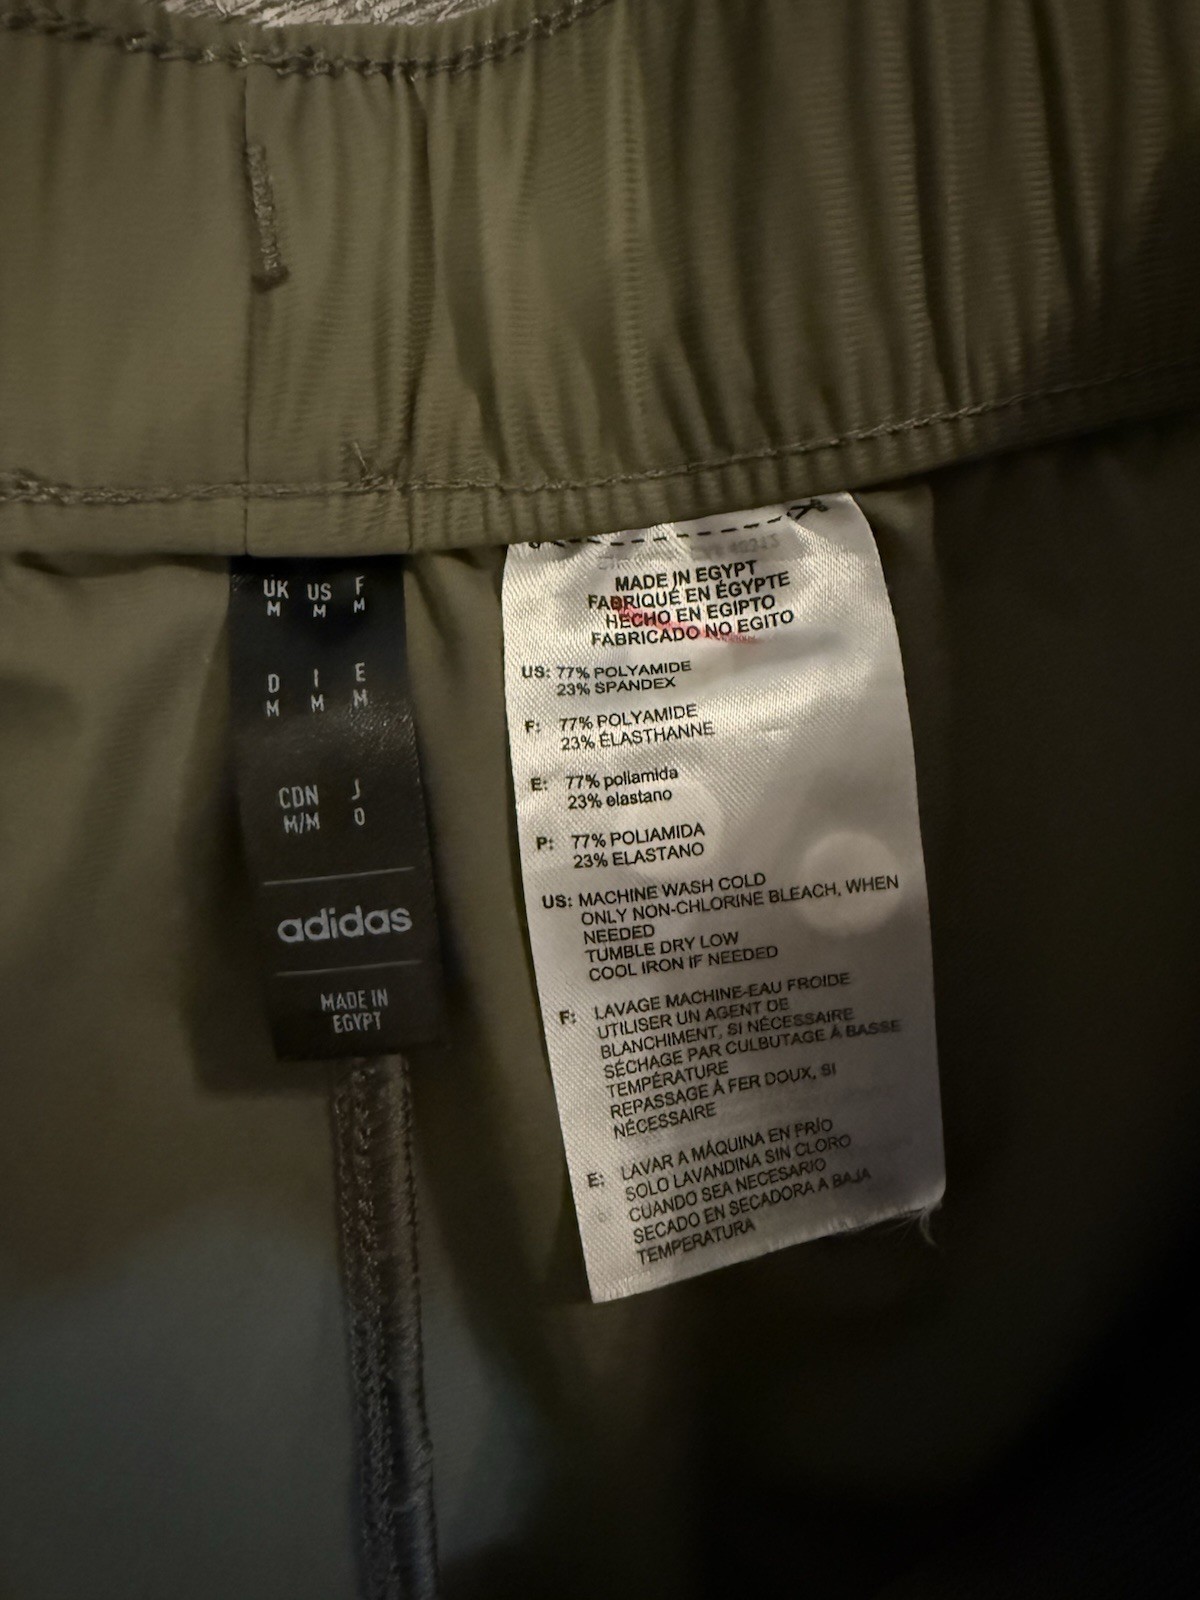 UK US F
M M M
D I E
M M M
CDN J
M/M O
adidas
MADE IN
EGYPT
MADE IN EGYPT
FABRIQUÉ EN ÉGYPTE
HECHO EN EGIPTO
FABRICADO NO EGITO
US: 77% POLYAMIDE
23% SPANDEX
F: 77% POLYAMIDE
23% ÉLASTHANNE
E: 77% poliamida
23% elastano
P: 77% POLIAMIDA
23% ELASTANO
US: MACHINE WASH COLD
ONLY NON-CHLORINE BLEACH, WHEN
NEEDED
TUMBLE DRY LOW
COOL IRON IF NEEDED
F: LAVAGE MACHINE-EAU FROIDE
UTILISER UN AGENT DE
BLANCHIMENT, SI NÉCESSAIRE
SÉCHAGE PAR CULBUTAGE À BASSE
TEMPÉRATURE
REPASSAGE À FER DOUX, SI
NÉCESSAIRE
E: LAVAR A MÁQUINA EN FRÍO
SOLO LAVANDINA SIN CLORO
CUANDO SEA NECESARIO
SECADO EN SECADORA A BAJA
TEMPERATURA